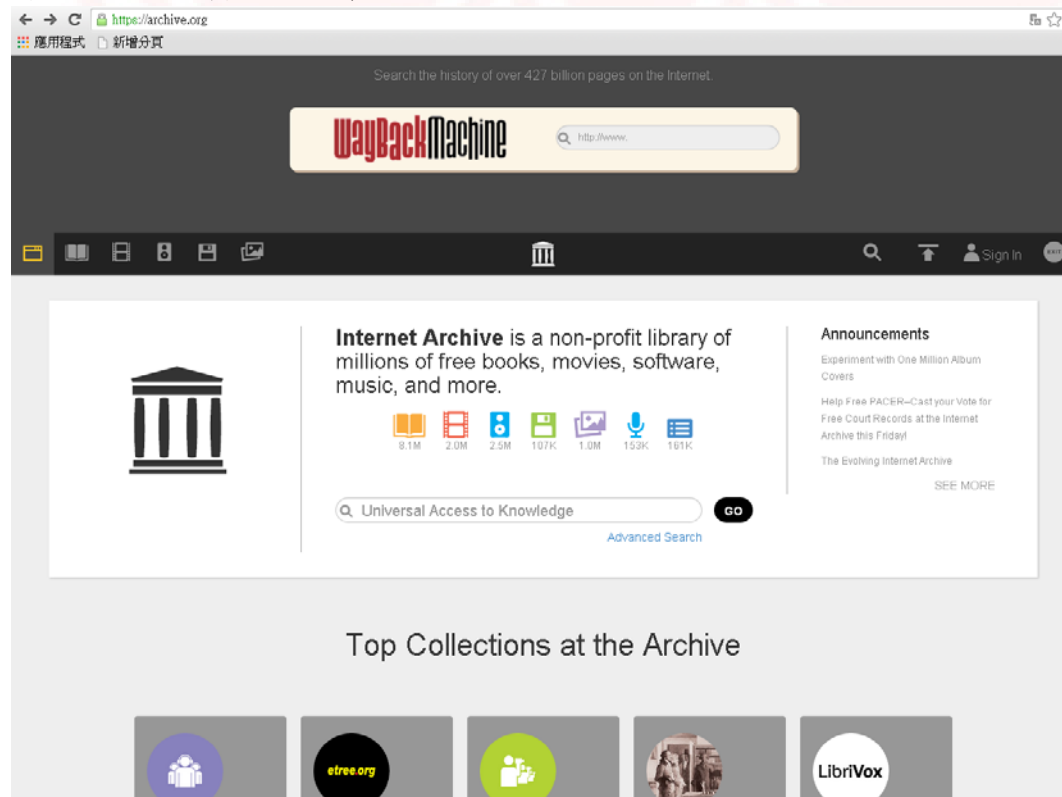 https://archive.org
應用程式 新增分頁
Search the history of over 427 billion pages on the Internet.
WayBackMachine
http://www.
Sign In
EXIT
Internet Archive is a non-profit library of
millions of free books, movies, software,
music, and more.
8.1M 2.0M 2.5M 107K 1.0M 153K 161K
Universal Access to Knowledge
GO
Advanced Search
Announcements
Experiment with One Million Album
Covers
Help Free PACER–Cast your Vote for
Free Court Records at the Internet
Archive this Friday!
The Evolving Internet Archive
SEE MORE
Top Collections at the Archive
etree.org
LibriVox